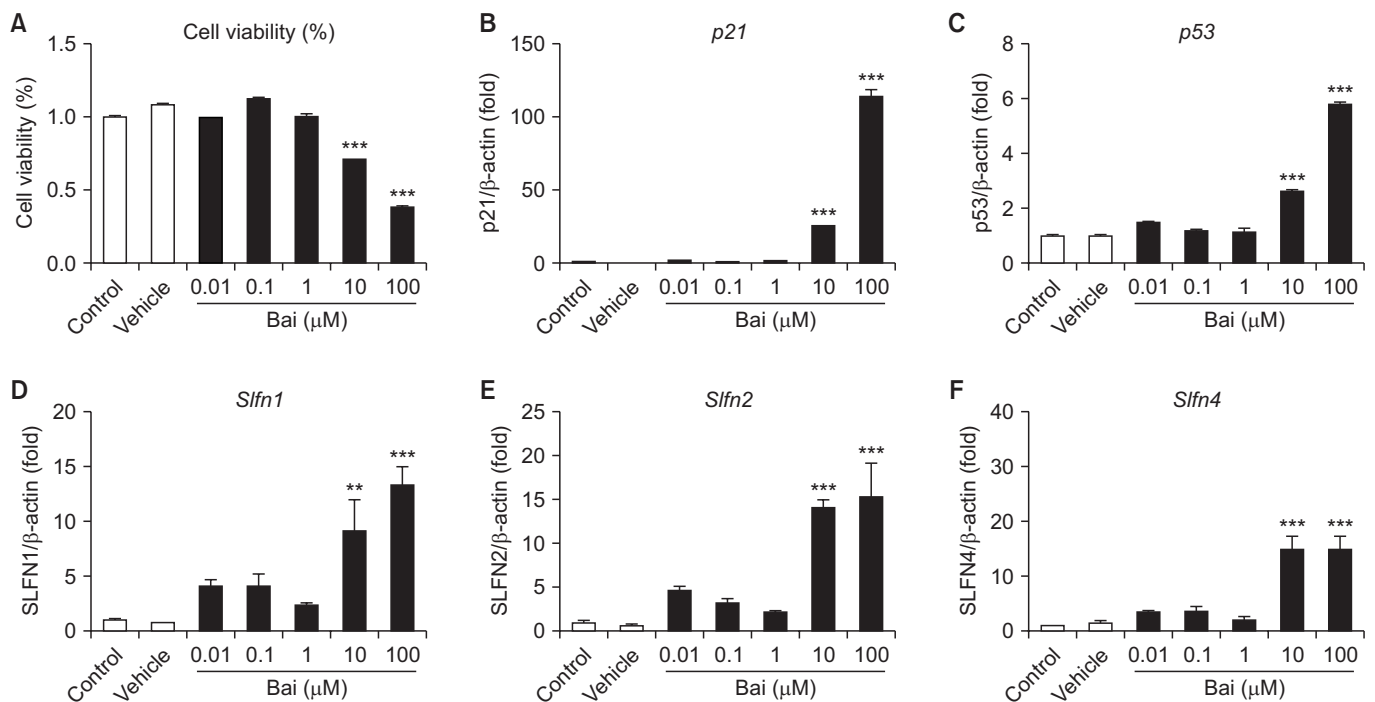 A
Cell viability (%)
Cell viability (%)
1.5
1.0
0.5
0.0
***
***
Control
Vehicle
0.01 0.1 1 10 100
Bai (μM)
B
p21
p21/β-actin (fold)
150
100
50
0
***
***
Control
Vehicle
0.01 0.1 1 10 100
Bai (μM)
C
p53
p53/β-actin (fold)
8
6
4
2
0
***
***
Control
Vehicle
0.01 0.1 1 10 100
Bai (μM)
D
Slfn1
SLFN1/β-actin (fold)
20
15
10
5
0
**
***
Control
Vehicle
0.01 0.1 1 10 100
Bai (μM)
E
Slfn2
SLFN2/β-actin (fold)
25
20
15
10
5
0
***
***
Control
Vehicle
0.01 0.1 1 10 100
Bai (μM)
F
Slfn4
SLFN4/β-actin (fold)
40
30
20
10
0
***
***
Control
Vehicle
0.01 0.1 1 10 100
Bai (μM)